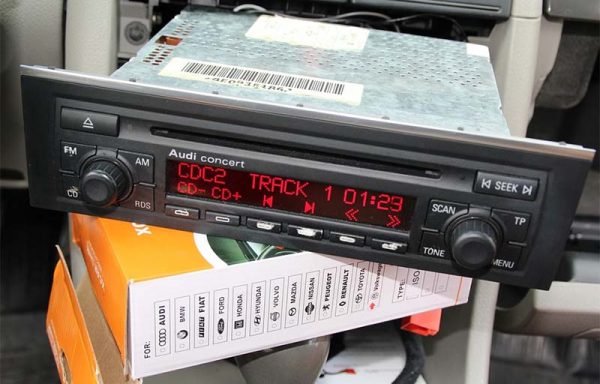 FM
AM
CD
RDS
Audi concert
CDC2 TRACK 1 01:29
CD- CD+
SEEK
SCAN
TP
TONE
MENU
FOR:
AUDI
BMW
FIAT
FORD
HONDA
HYUNDAI
VOLVO
MAZDA
NISSAN
PEUGEOT
RENAULT
TOYOTA
Volkswagen
TYPE:
ISO